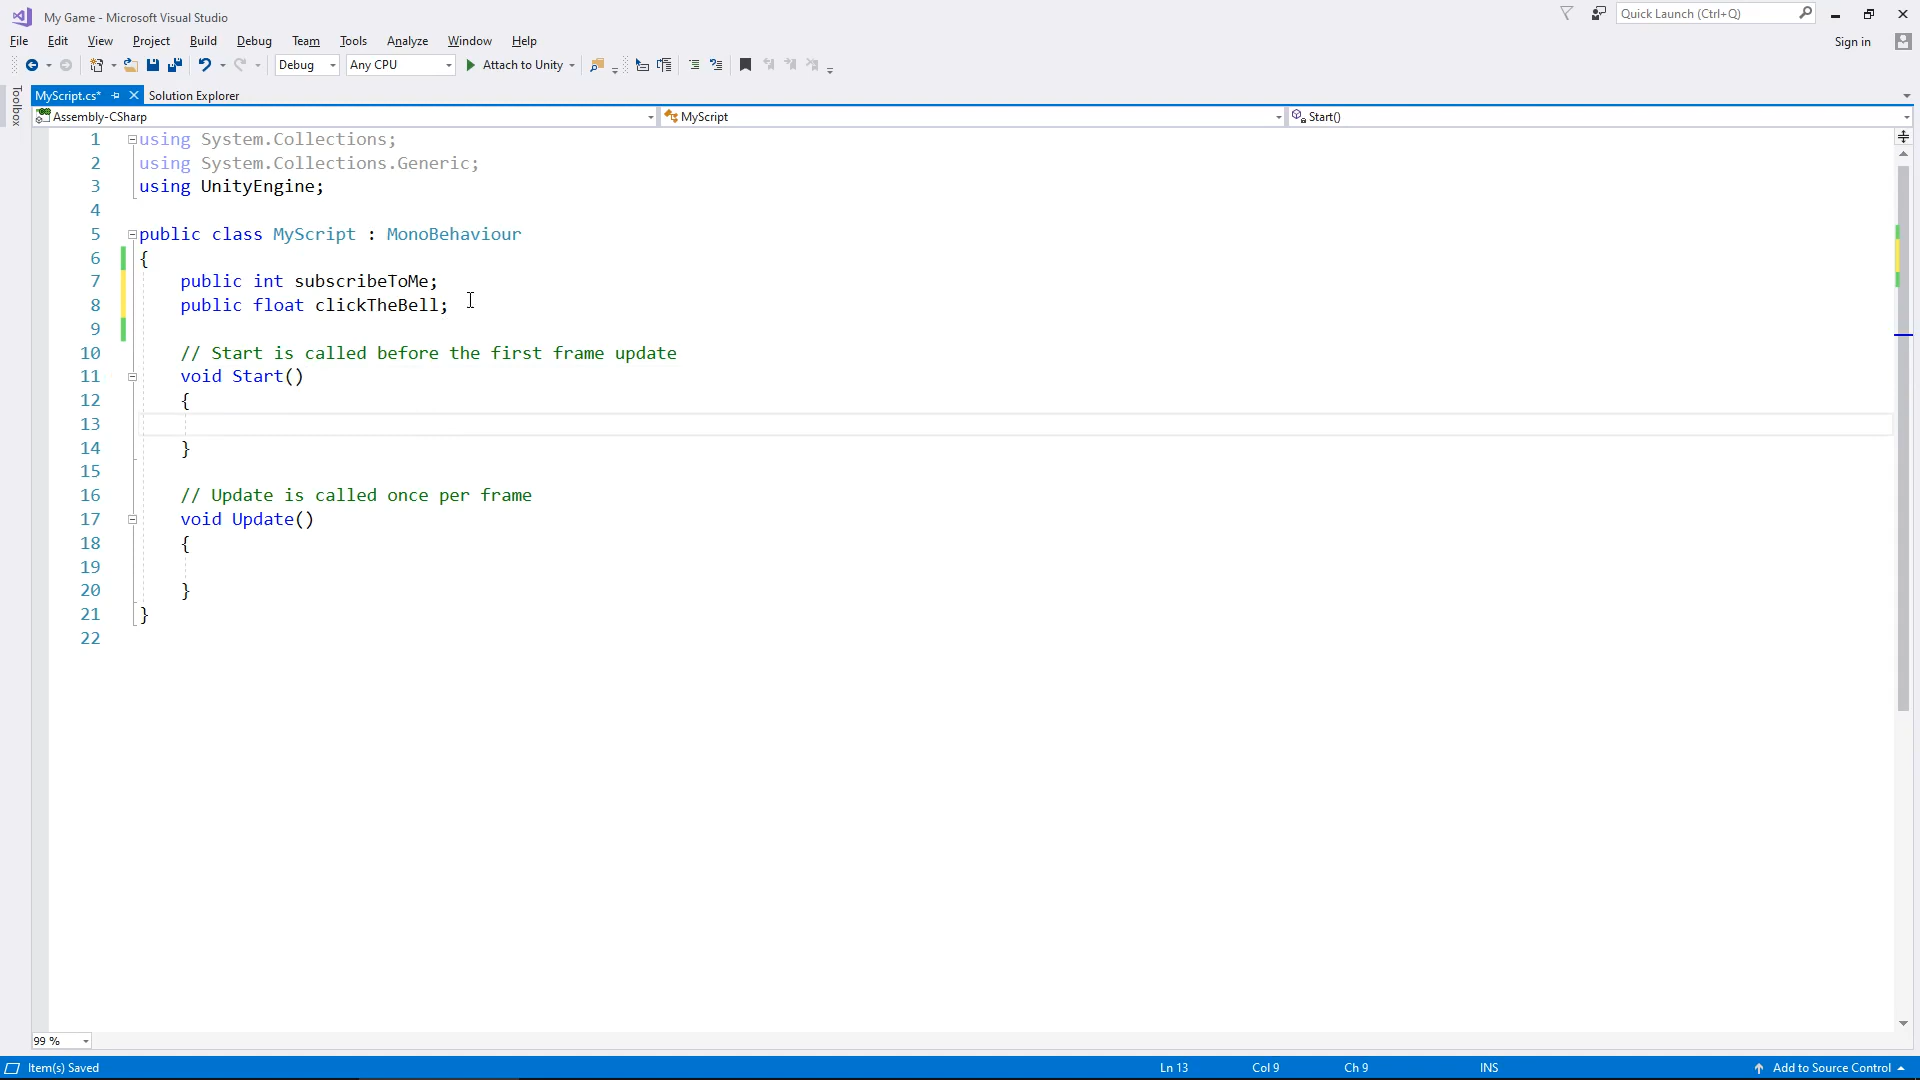 My Game - Microsoft Visual Studio
Quick Launch (Ctrl+Q)
File Edit View Project Build Debug Team Tools Analyze Window Help
Sign in
Debug Any CPU Attach to Unity
Toolbox
MyScript.cs* Solution Explorer
Assembly-CSharp MyScript Start()
1 using System.Collections;
2 using System.Collections.Generic;
3 using UnityEngine;
4
5 public class MyScript : MonoBehaviour
6 {
7 public int subscribeToMe;
8 public float clickTheBell;
9
10 // Start is called before the first frame update
11 void Start()
12 {
13
14 }
15
16 // Update is called once per frame
17 void Update()
18 {
19
20 }
21 }
22
99 %
Item(s) Saved Ln 13 Col 9 Ch 9 INS Add to Source Control